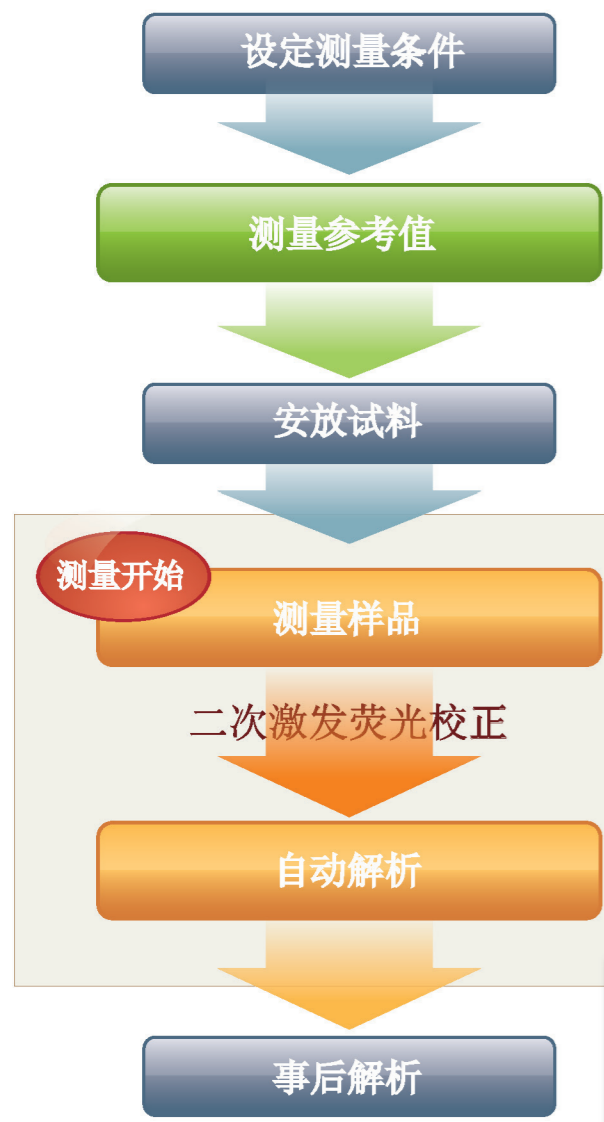 设定测量条件
测量参考值
安放试料
测量开始
测量样品
二次激发荧光校正
自动解析
事后解析